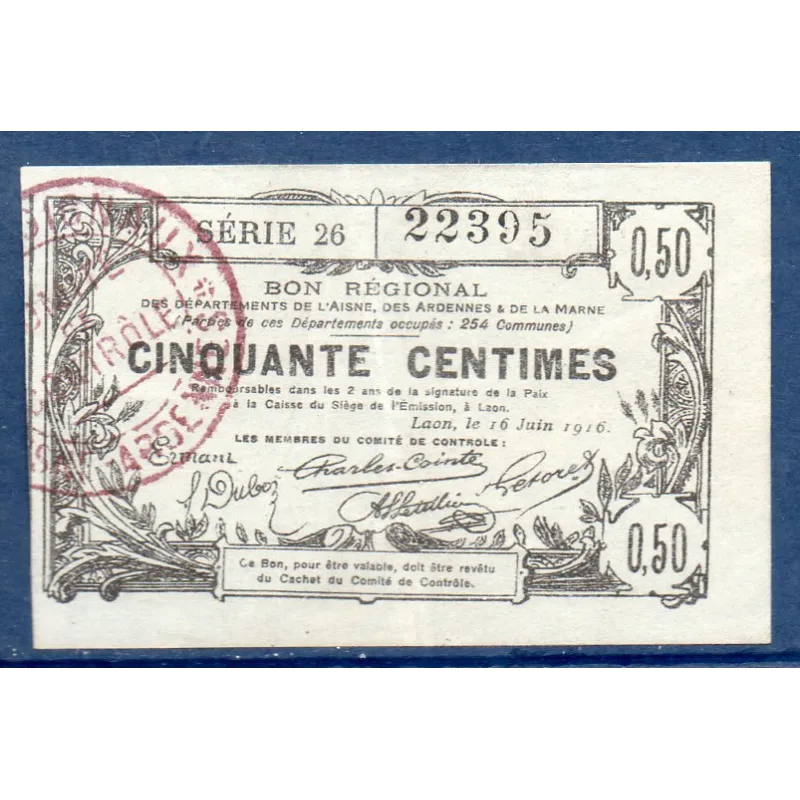 SÉRIE 26
22395
0,50
BON RÉGIONAL
DES DÉPARTEMENTS DE L'AISNE, DES ARDENNES & DE LA MARNE
(Parties de ces Départements occupés : 254 Communes)
CINQUANTE CENTIMES
Remboursables dans les 2 ans de la signature de la Paix
à la Caisse du Siège de l'Émission, à Laon.
Laon, le 16 Juin 1916.
LES MEMBRES DU COMITÉ DE CONTROLE :
Ermant
Charles-Cointe
0,50
Ce Bon, pour être valable, doit être revêtu
du Cachet du Comité de Contrôle.